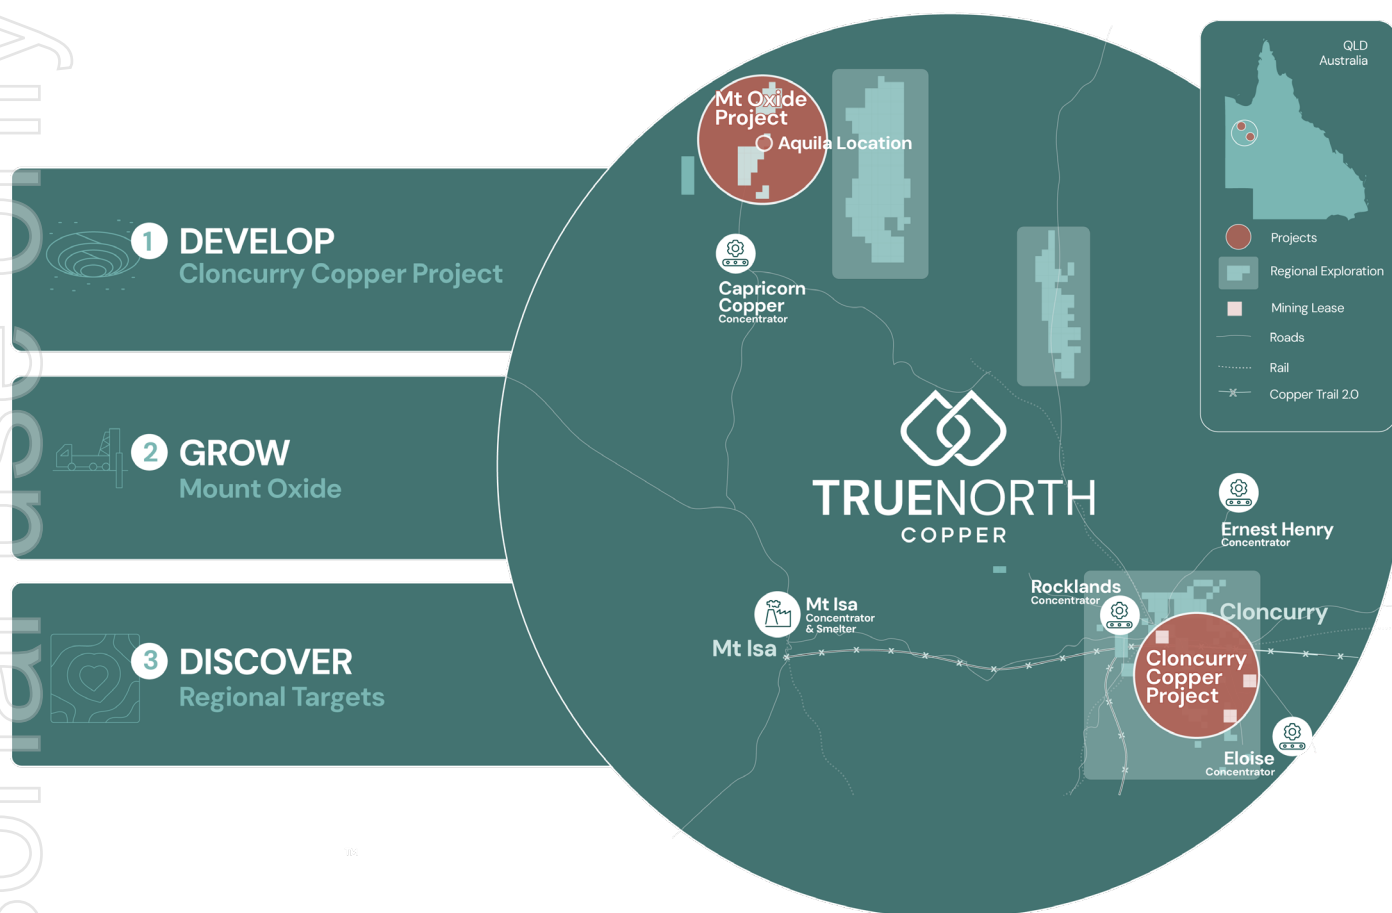 1
DEVELOP
Cloncurry Copper Project
2
GROW
Mount Oxide
3
DISCOVER
Regional Targets
Mt Oxide
Project
Aquila Location
Capricorn
Copper
Concentrator
TRUENORTH
COPPER
Ernest Henry
Concentrator
Rocklands
Concentrator
Cloncurry
Mt Isa
Concentrator
& Smelter
Mt Isa
Cloncurry
Copper
Project
Eloise
Concentrator
QLD
Australia
Projects
Regional Exploration
Mining Lease
Roads
Rail
Copper Trail 2.0